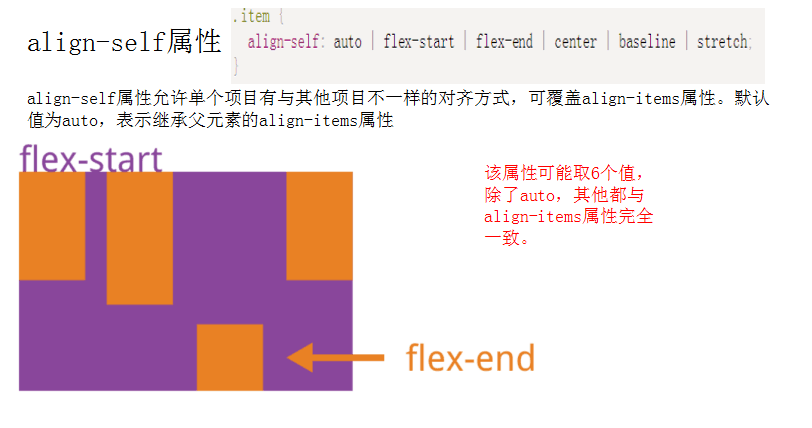 .item {
align-self属性
align-self: auto | flex-start | flex-end | center | baseline | stretch;
}
align-self属性允许单个项目有与其他项目不一样的对齐方式，可覆盖align-items属性。默认
值为auto，表示继承父元素的align-items属性
flex-start
该属性可能取6个值，
除了auto，其他都与
align-items属性完全
一致。
flex-end